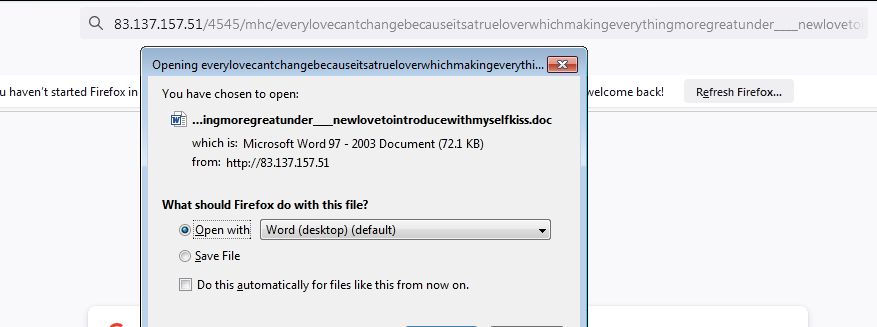 83.137.157.51/4545/mhc/everylovecantchangebecauseitsatrueloverwhichmakingeverythingmoregreatunder____newlovetoi
Opening everylovecantchangebecauseitsatrueloverwhichmakingeverythi...
u haven't started Firefox in
elcome back!
Refresh Firefox...
You have chosen to open:
...ingmoregreatunder____newlovetointroducewithmyselfkiss.doc
which is: Microsoft Word 97 - 2003 Document (72.1 KB)
from: http://83.137.157.51
What should Firefox do with this file?
Open with
Word (desktop) (default)
Save File
Do this automatically for files like this from now on.